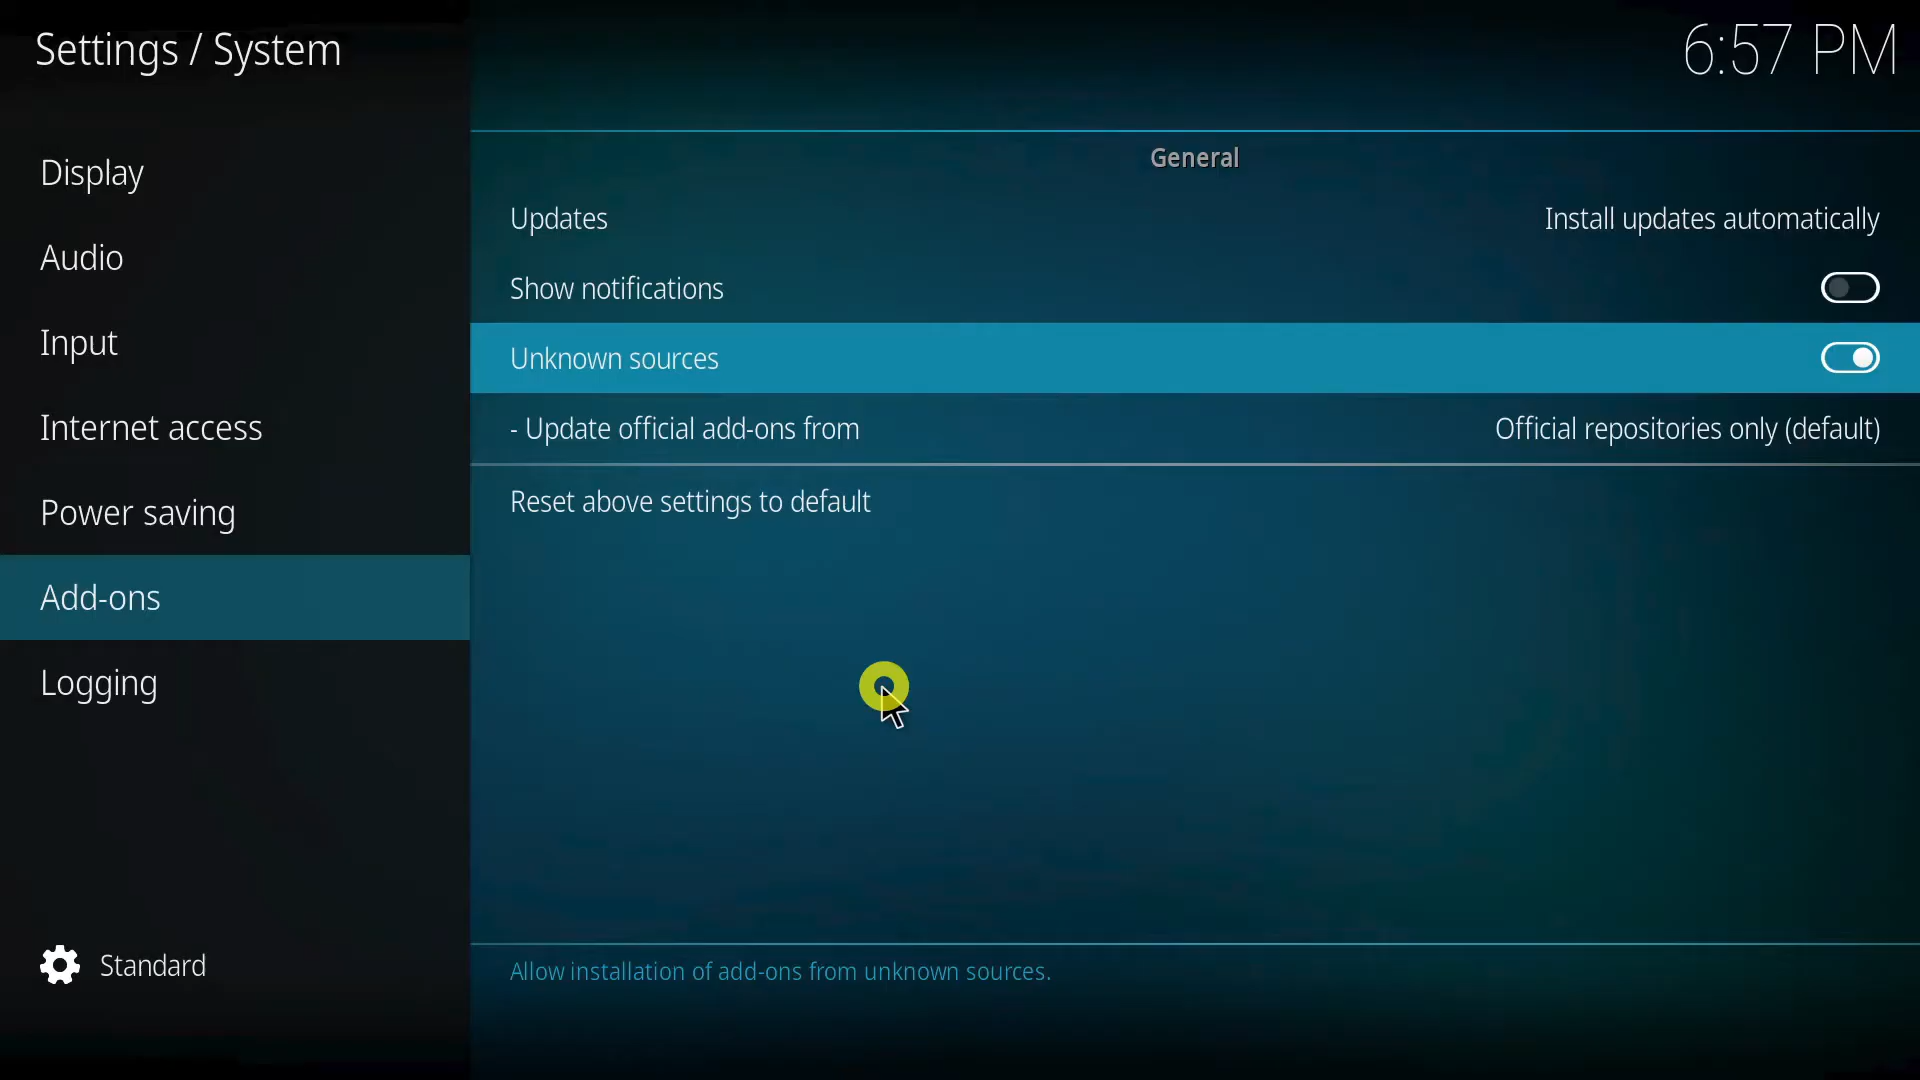 Settings / System
6:57 PM
Display
Audio
Input
Internet access
Power saving
Add-ons
Logging
Standard
General
Updates
Install updates automatically
Show notifications
Unknown sources
- Update official add-ons from
Official repositories only (default)
Reset above settings to default
Allow installation of add-ons from unknown sources.